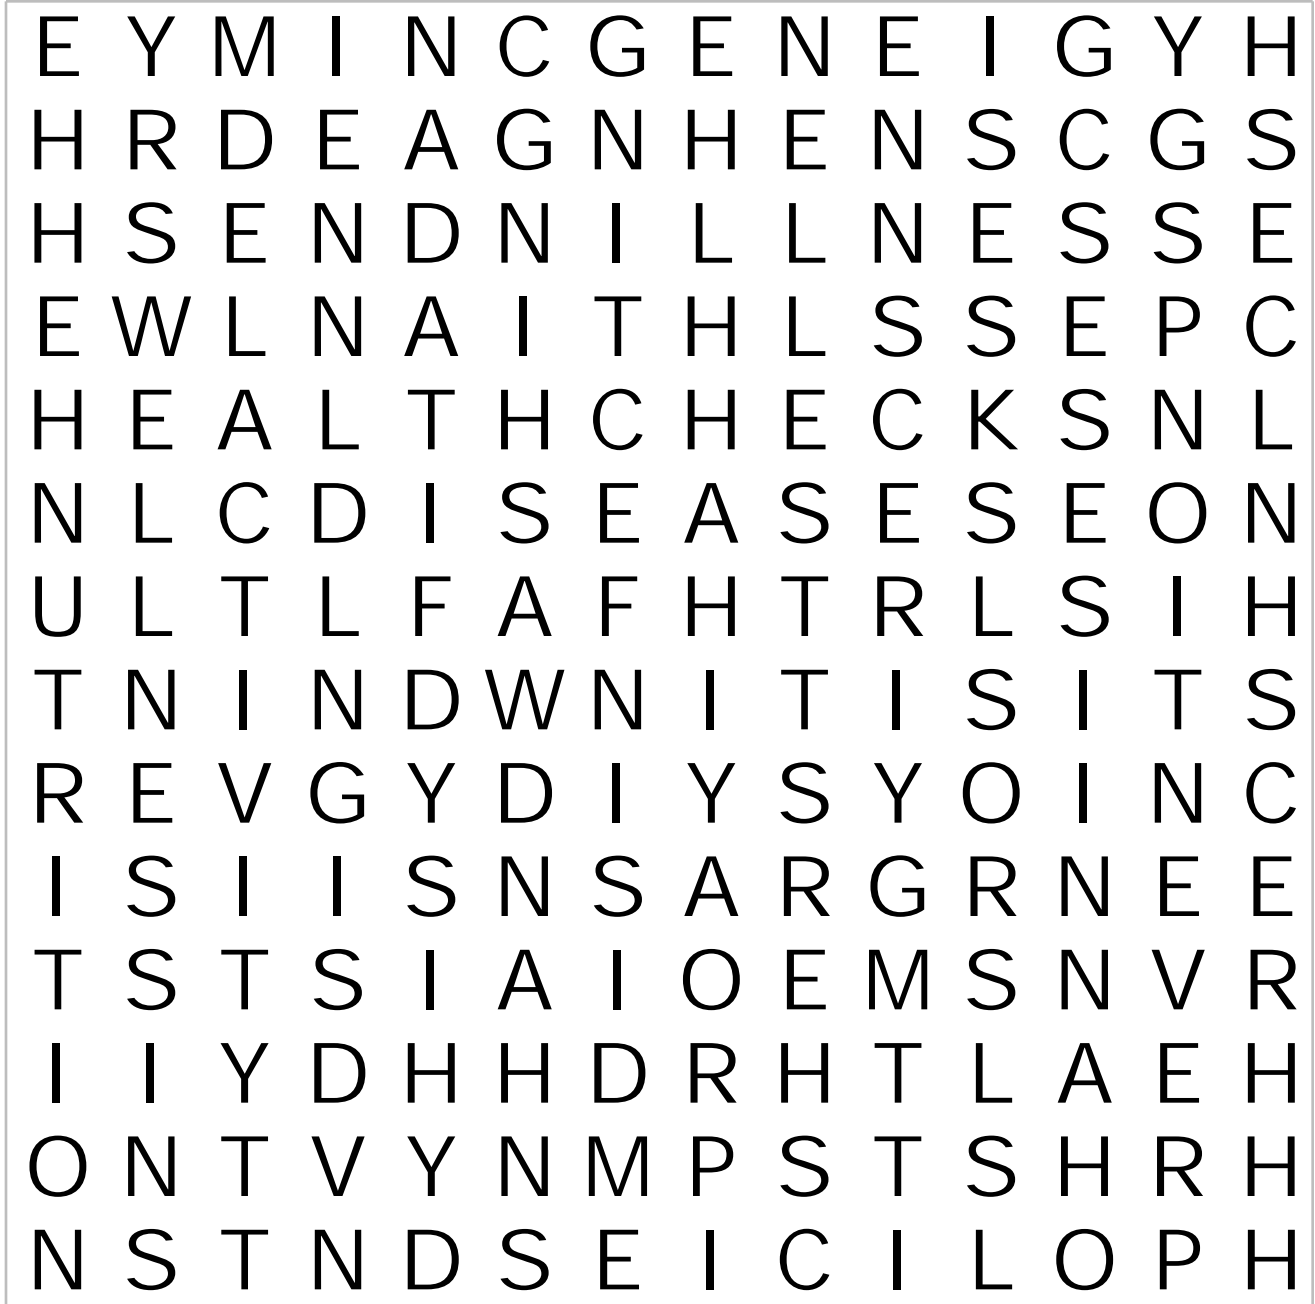 E Y M I N C G E N E I G Y H
H R D E A G N H E N S C G S
H S E N D N I L L N E S S E
E W L N A I T H L S S E P C
H E A L T H C H E C K S N L
N L C D I S E A S E S E O N
U L T L F A F H T R L S I H
T N I N D W N I T I S I T S
R E V G Y D I Y S Y O I N C
I S I I S N S A R G R N E E
T S T S I A I O E M S N V R
I I Y D H H D R H T L A E H
O N T V Y N M P S T S H R H
N S T N D S E I C I L O P H